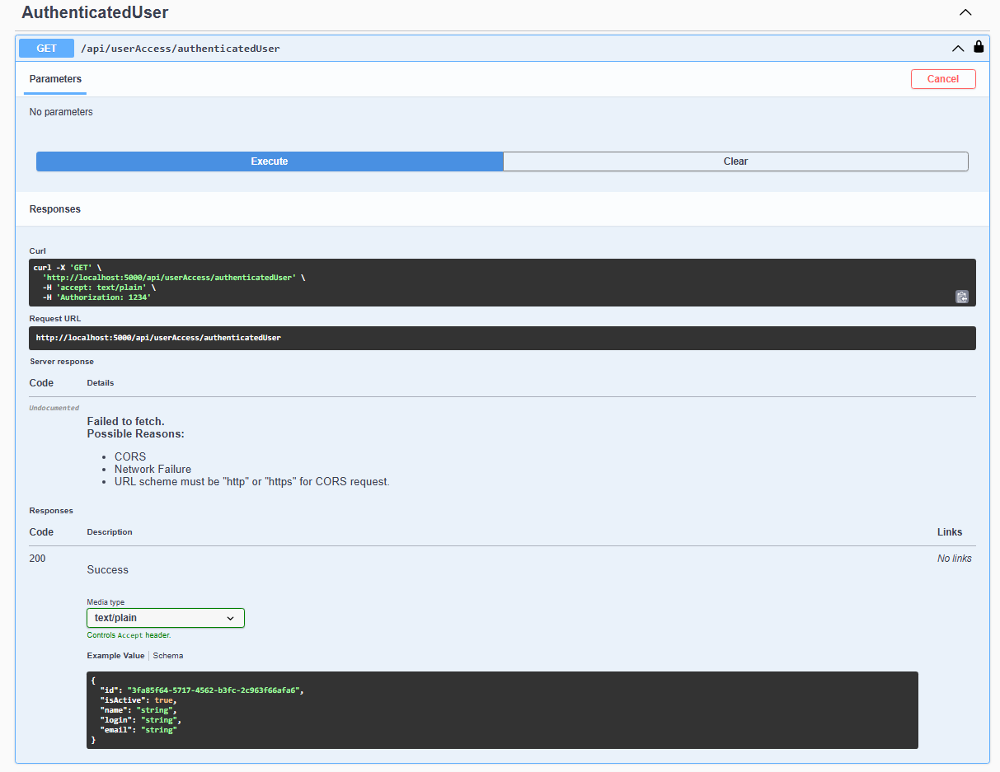 AuthenticatedUser
GET /api/userAccess/authenticatedUser
Parameters
Cancel
No parameters
Execute
Clear
Responses
Curl
curl -X 'GET' \
  'http://localhost:5000/api/userAccess/authenticatedUser' \
  -H 'accept: text/plain' \
  -H 'Authorization: 1234'
Request URL
http://localhost:5000/api/userAccess/authenticatedUser
Server response
Code Details
Undocumented
Failed to fetch.
Possible Reasons:
• CORS
• Network Failure
• URL scheme must be "http" or "https" for CORS request.
Responses
Code Description Links
200 No links
Success
Media type
text/plain
Controls Accept header.
Example Value Schema
{
  "id": "3fa85f64-5717-4562-b3fc-2c963f66afa6",
  "isActive": true,
  "name": "string",
  "login": "string",
  "email": "string"
}